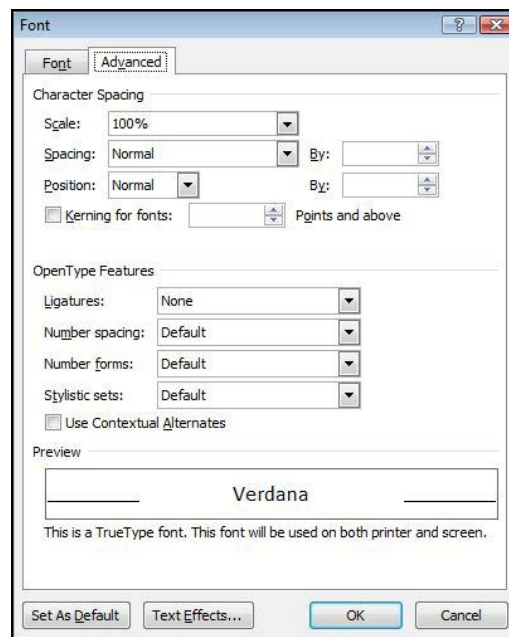 Font
Font Advanced
Character Spacing
Scale: 100%
Spacing: Normal By:
Position: Normal By:
Kerning for fonts: Points and above
OpenType Features
Ligatures: None
Number spacing: Default
Number forms: Default
Stylistic sets: Default
Use Contextual Alternates
Preview
Verdana
This is a TrueType font. This font will be used on both printer and screen.
Set As Default Text Effects... OK Cancel